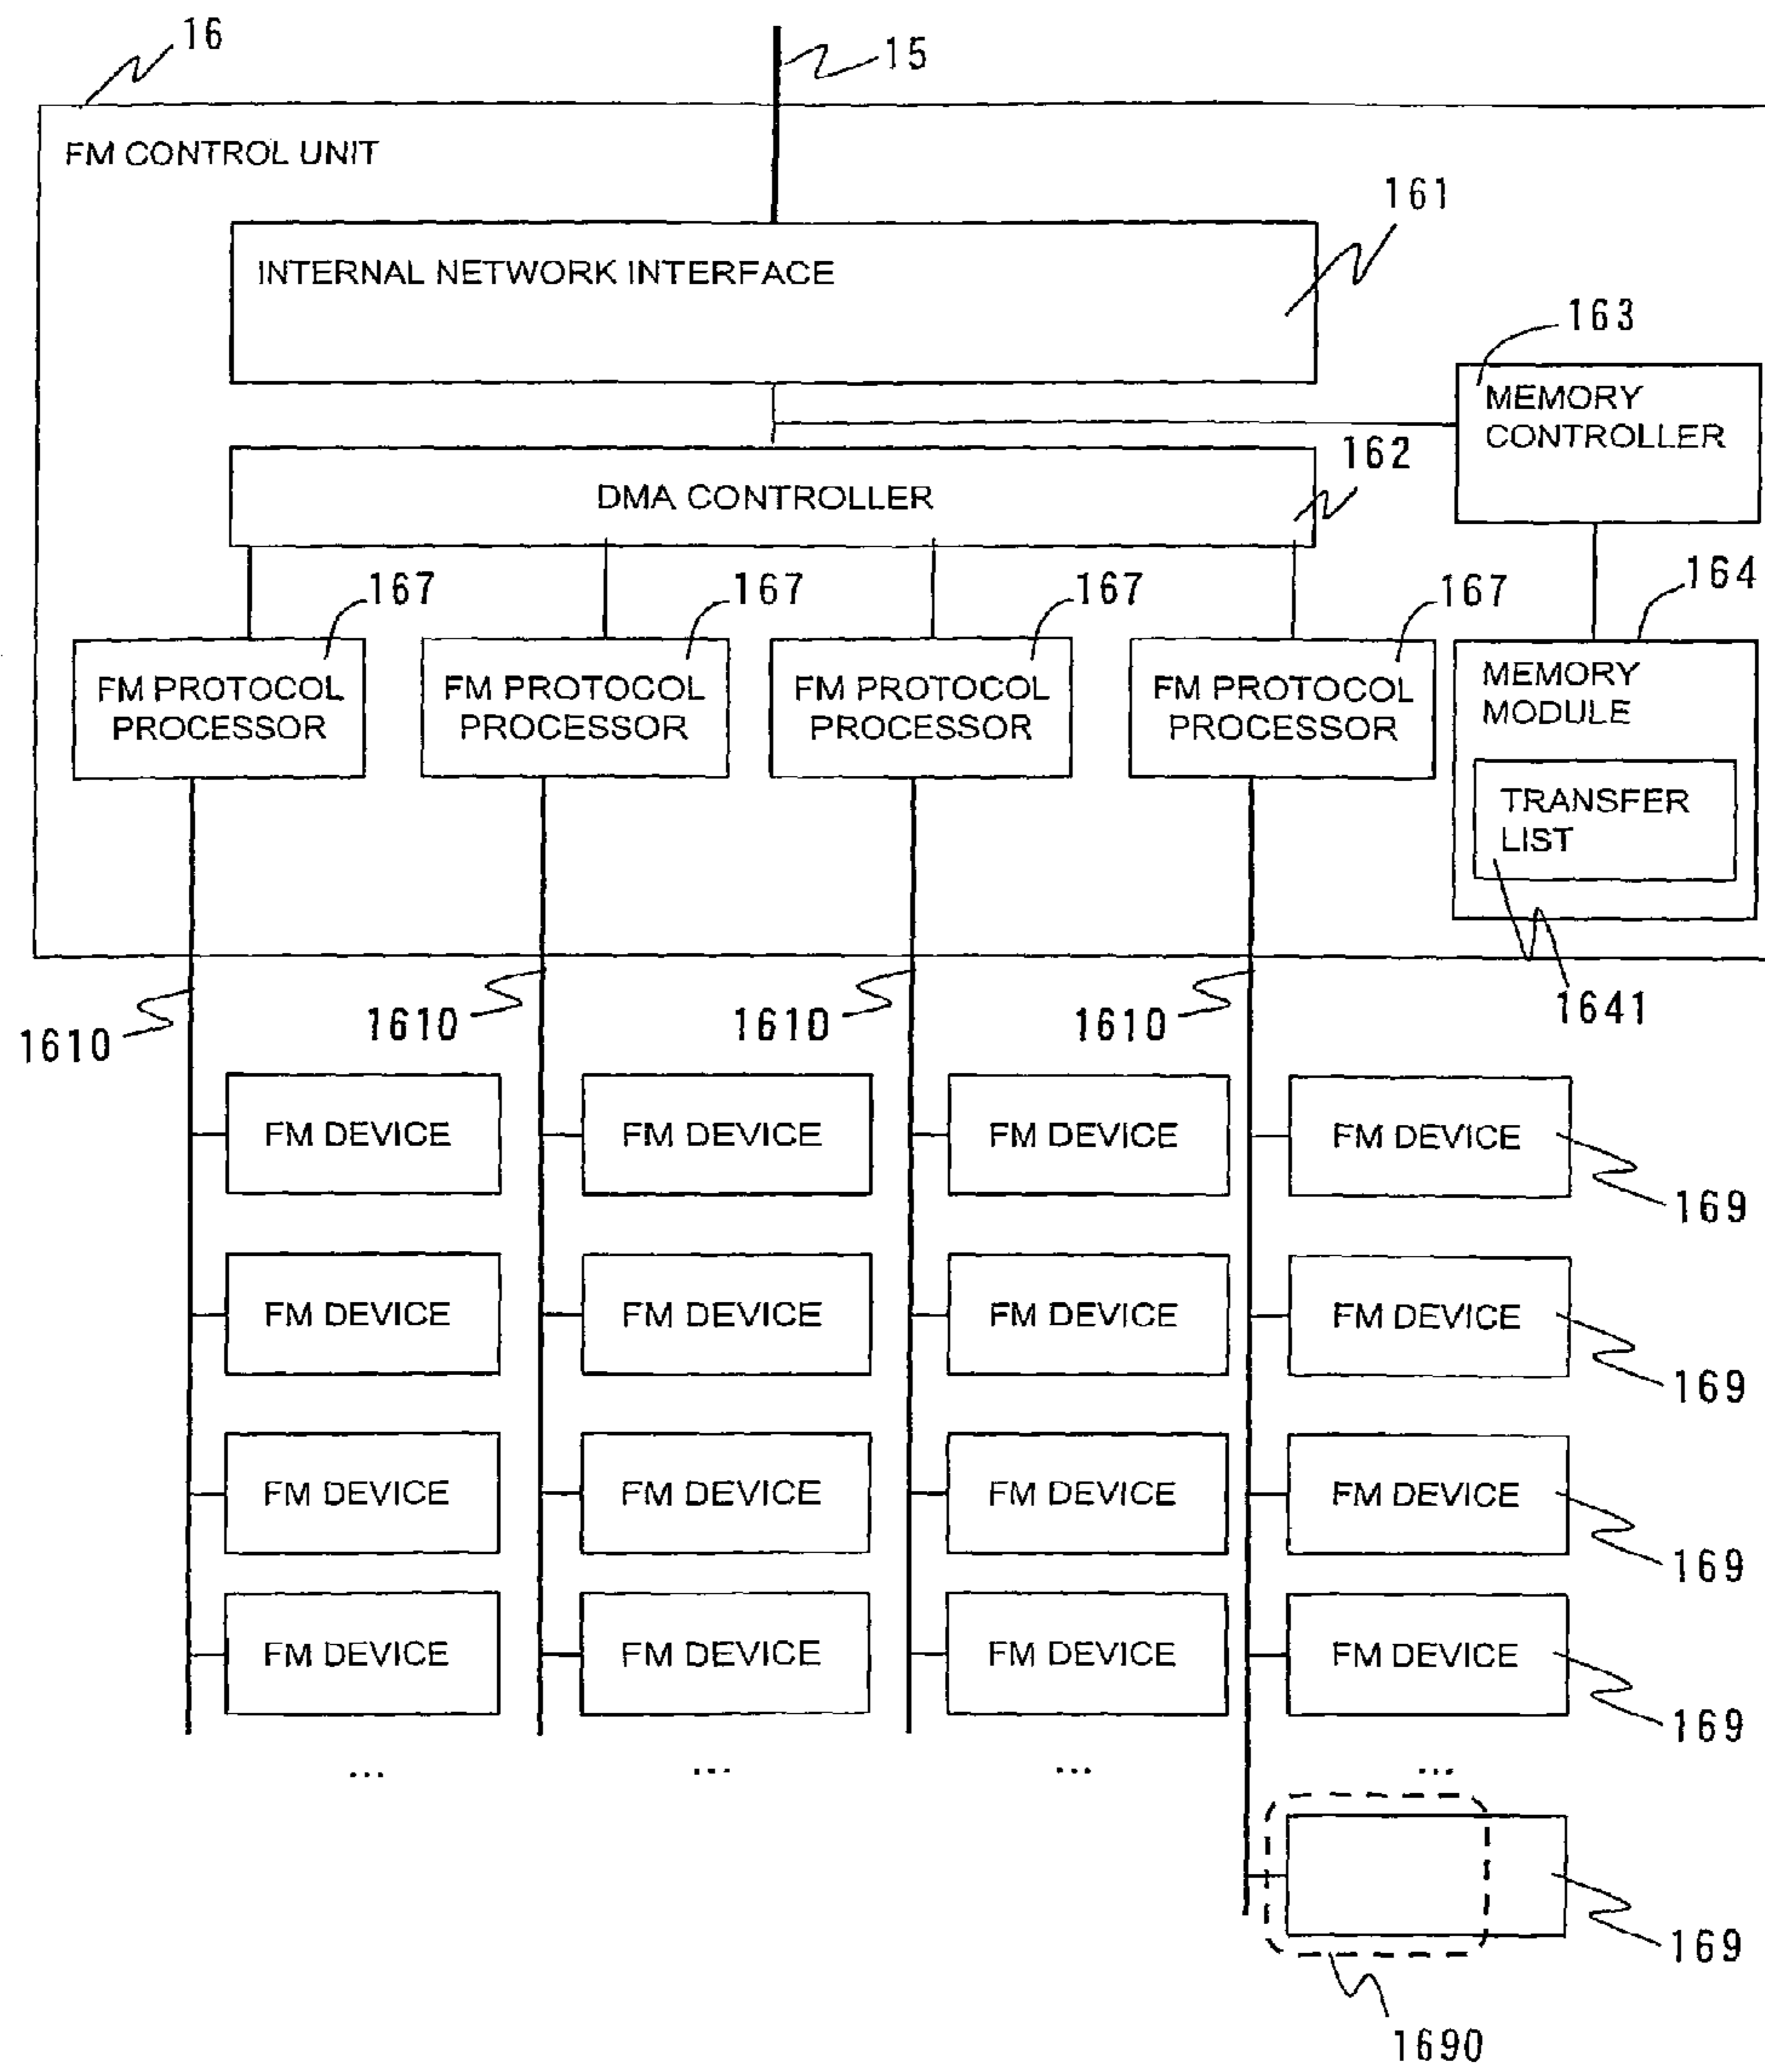 16
15
FM CONTROL UNIT
161
INTERNAL NETWORK INTERFACE
163
MEMORY
CONTROLLER
162
DMA CONTROLLER
167
167
167
167
164
FM PROTOCOL
PROCESSOR
FM PROTOCOL
PROCESSOR
FM PROTOCOL
PROCESSOR
FM PROTOCOL
PROCESSOR
MEMORY
MODULE
TRANSFER
LIST
1641
1610
1610
1610
1610
FM DEVICE
FM DEVICE
FM DEVICE
FM DEVICE
169
FM DEVICE
FM DEVICE
FM DEVICE
FM DEVICE
169
FM DEVICE
FM DEVICE
FM DEVICE
FM DEVICE
169
FM DEVICE
FM DEVICE
FM DEVICE
FM DEVICE
169
...
...
...
...
169
1690